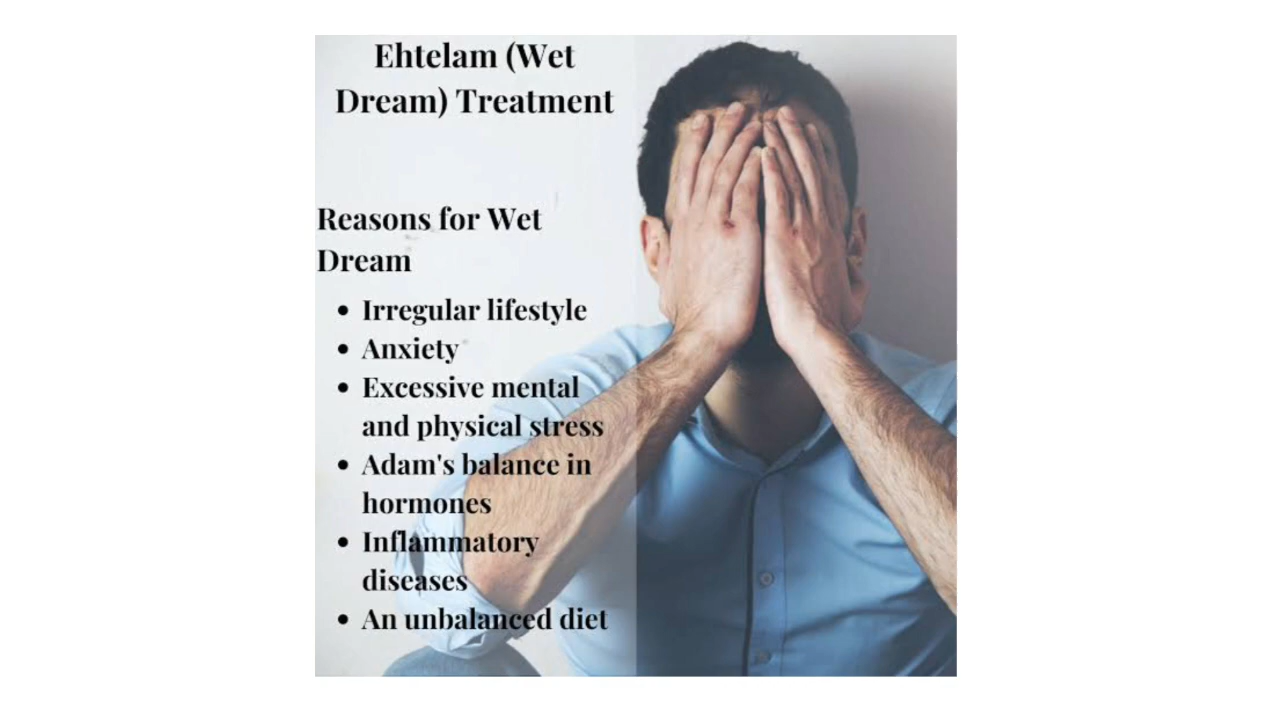 Ehtelam (Wet
Dream) Treatment
Reasons for Wet
Dream
• Irregular lifestyle
• Anxiety
• Excessive mental
and physical stress
• Adam's balance in
hormones
• Inflammatory
diseases
• An unbalanced diet